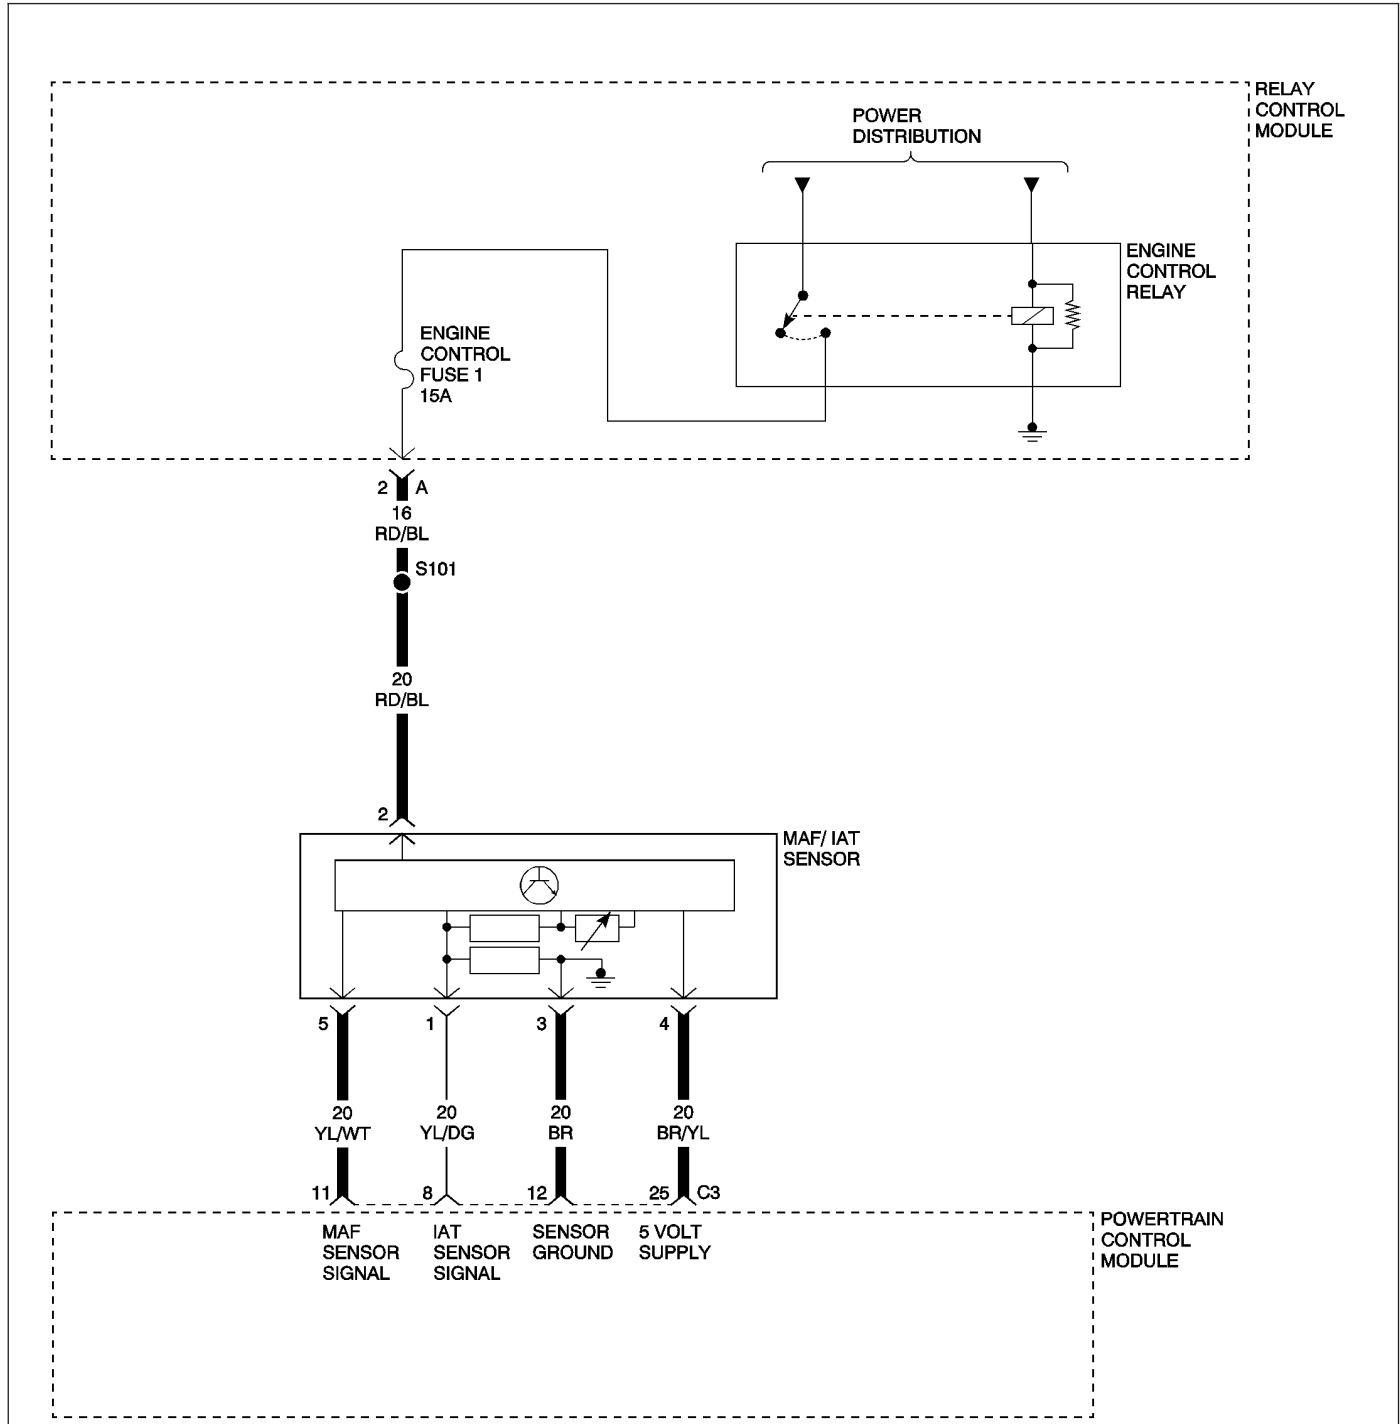 RELAY
CONTROL
MODULE
POWER
DISTRIBUTION
ENGINE
CONTROL
RELAY
ENGINE
CONTROL
FUSE 1
15A
2 A
16
RD/BL
S101
20
RD/BL
2
MAF/ IAT
SENSOR
5 1 3 4
20 20 20 20
YL/WT YL/DG BR BR/YL
11 8 12 25 C3
MAF
SENSOR
SIGNAL
IAT
SENSOR
SIGNAL
SENSOR
GROUND
5 VOLT
SUPPLY
POWERTRAIN
CONTROL
MODULE